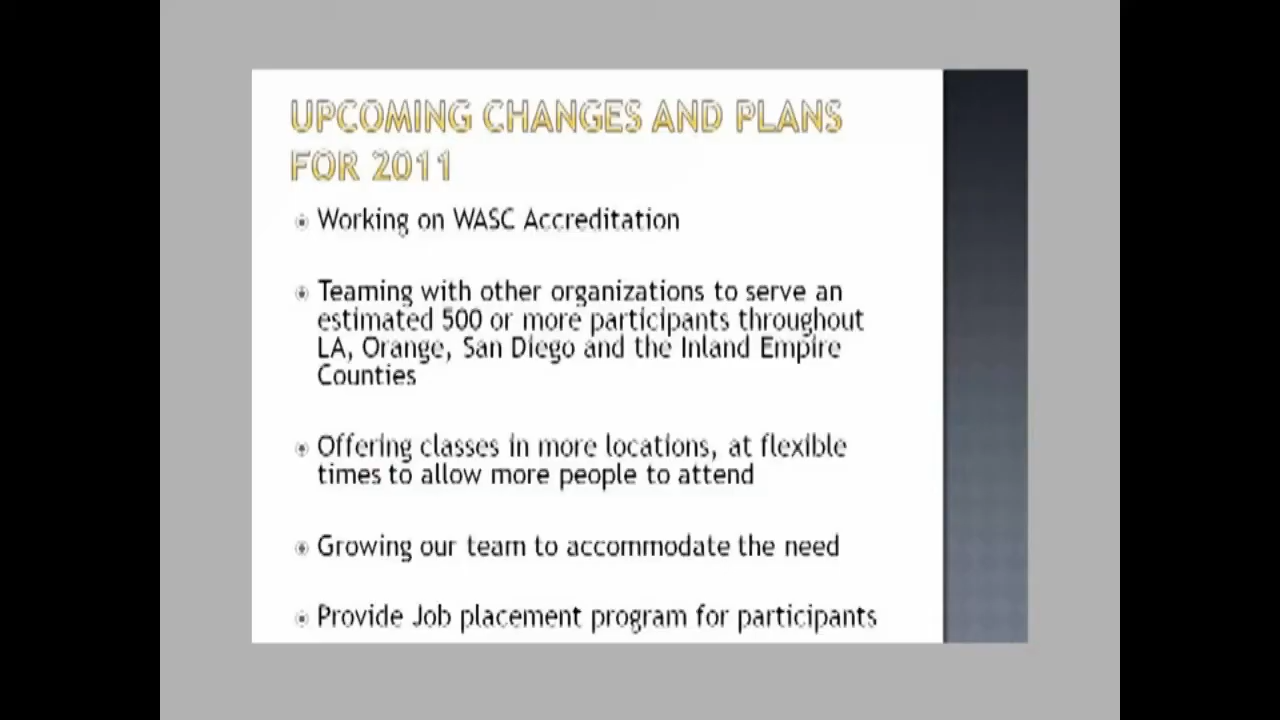 UPCOMING CHANGES AND PLANS
FOR 2011
Working on WASC Accreditation
Teaming with other organizations to serve an
estimated 500 or more participants throughout
LA, Orange, San Diego and the Inland Empire
Counties
Offering classes in more locations, at flexible
times to allow more people to attend
Growing our team to accommodate the need
Provide Job placement program for participants